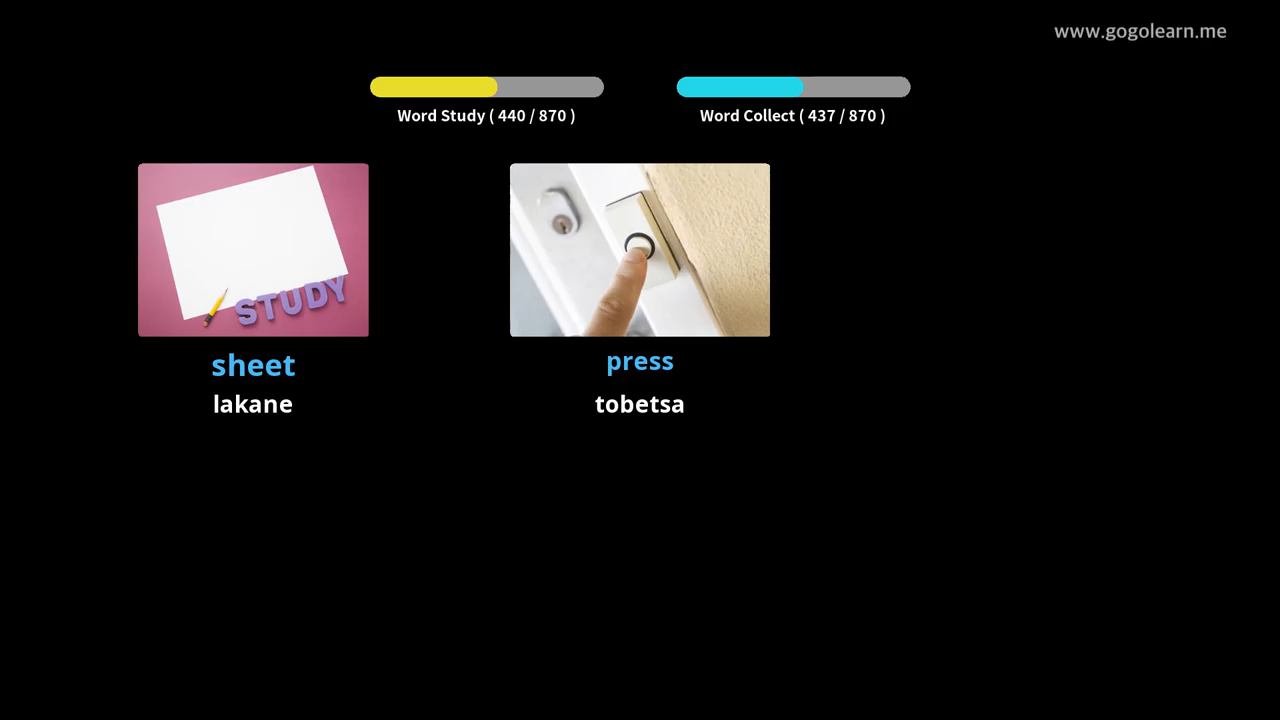 www.gogolearn.me
Word Study ( 440 / 870 )
Word Collect ( 437 / 870 )
STUDY
sheet
lakane
press
tobetsa